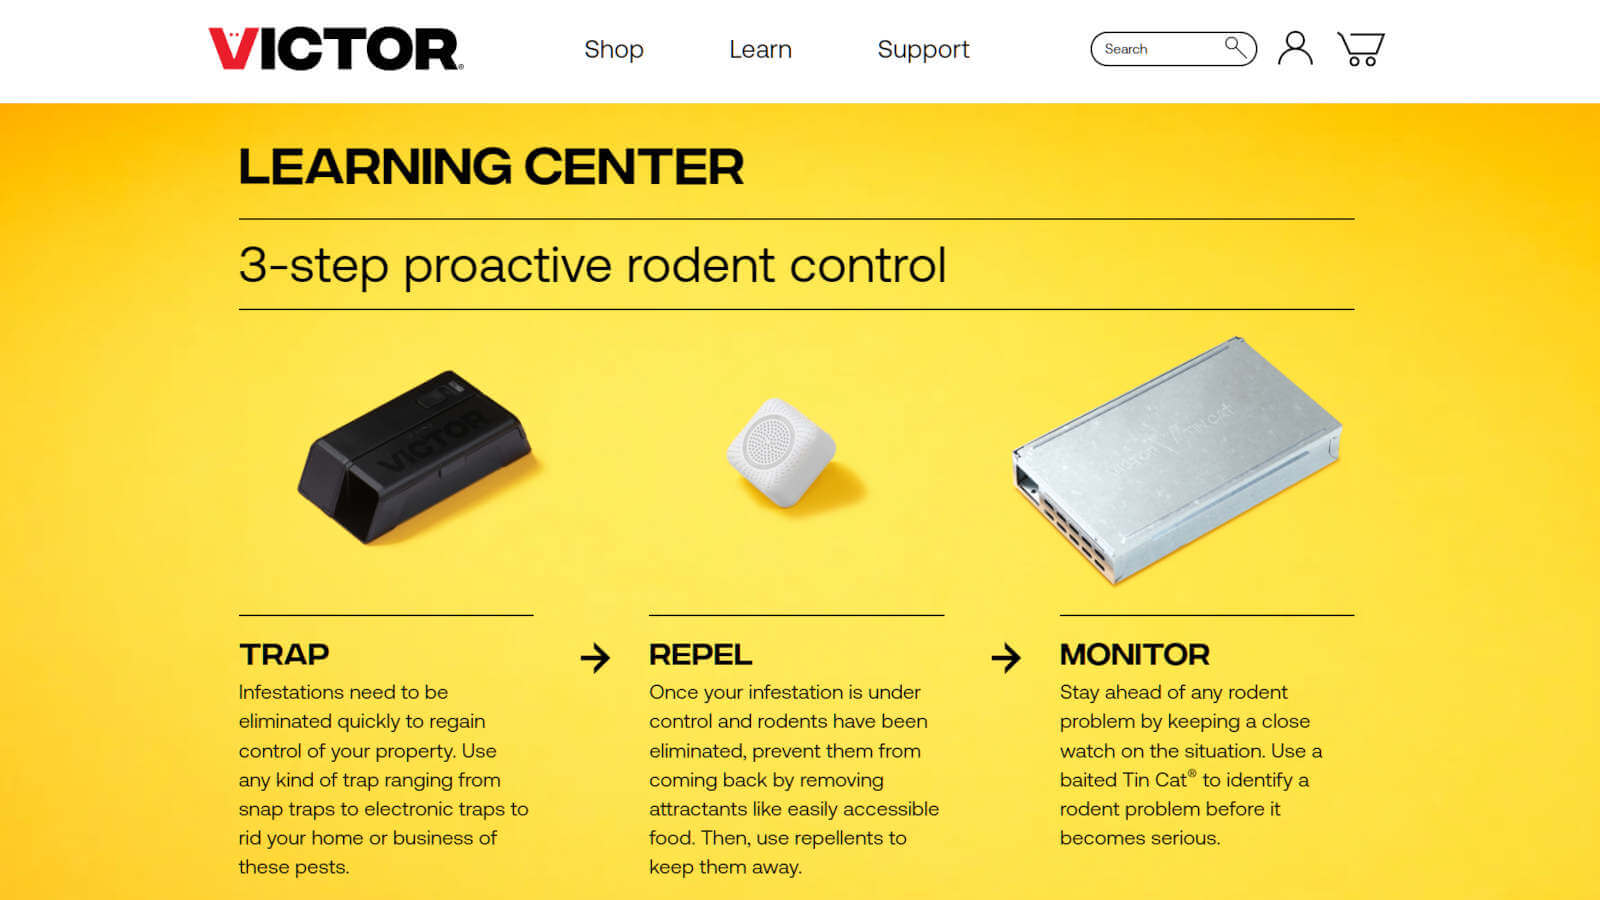 VICTOR®
Shop
Learn
Support
Search
LEARNING CENTER
3-step proactive rodent control
VICTOR
VICTOR TIN CAT
TRAP
Infestations need to be
eliminated quickly to regain
control of your property. Use
any kind of trap ranging from
snap traps to electronic traps to
rid your home or business of
these pests.
REPEL
Once your infestation is under
control and rodents have been
eliminated, prevent them from
coming back by removing
attractants like easily accessible
food. Then, use repellents to
keep them away.
MONITOR
Stay ahead of any rodent
problem by keeping a close
watch on the situation. Use a
baited Tin Cat® to identify a
rodent problem before it
becomes serious.